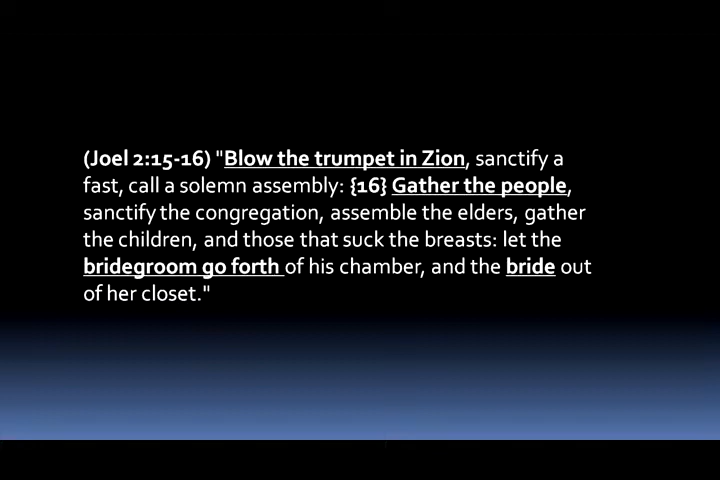 (Joel 2:15-16) "Blow the trumpet in Zion, sanctify a
fast, call a solemn assembly: {16} Gather the people,
sanctify the congregation, assemble the elders, gather
the children, and those that suck the breasts: let the
bridegroom go forth of his chamber, and the bride out
of her closet."